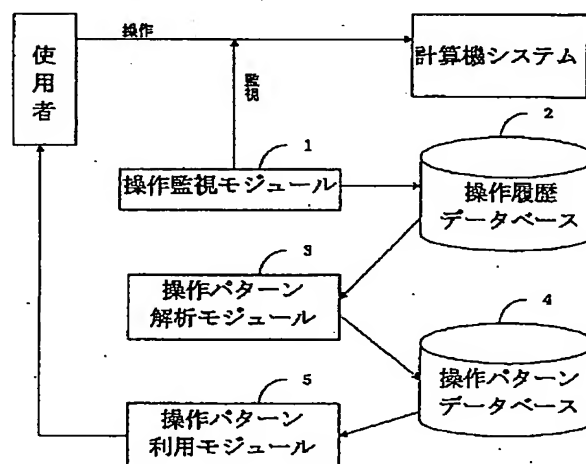 使用者
操作
計算機システム
監視
1
操作監視モジュール
2
操作履歴
データベース
3
操作パターン
解析モジュール
4
操作パターン
データベース
5
操作パターン
利用モジュール